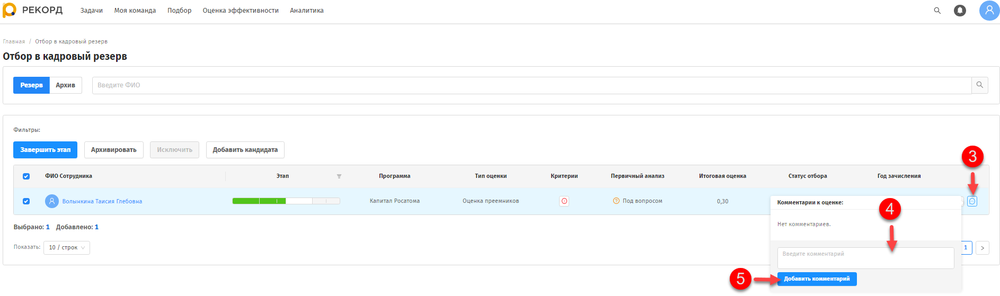 РЕКОРД Задачи Моя команда Подбор Оценка эффективности Аналитика
Главная / Отбор в кадровый резерв
Отбор в кадровый резерв
Резерв Архив Введите ФИО
Фильтры:
Завершить этап Архивировать Исключить Добавить кандидата
3
ФИО Сотрудника Этап Программа Тип оценки Критерии Первичный анализ Итоговая оценка Статус отбора Год зачисления
Волынкина Таисия Глебовна Капитал Росатома Оценка преемников Под вопросом 0,30
Комментарии к оценке:
4
Нет комментариев.
Выбрано: 1 Добавлено: 1
Показать: 10 / строк 1 >
Введите комментарий
5 Добавить комментарий